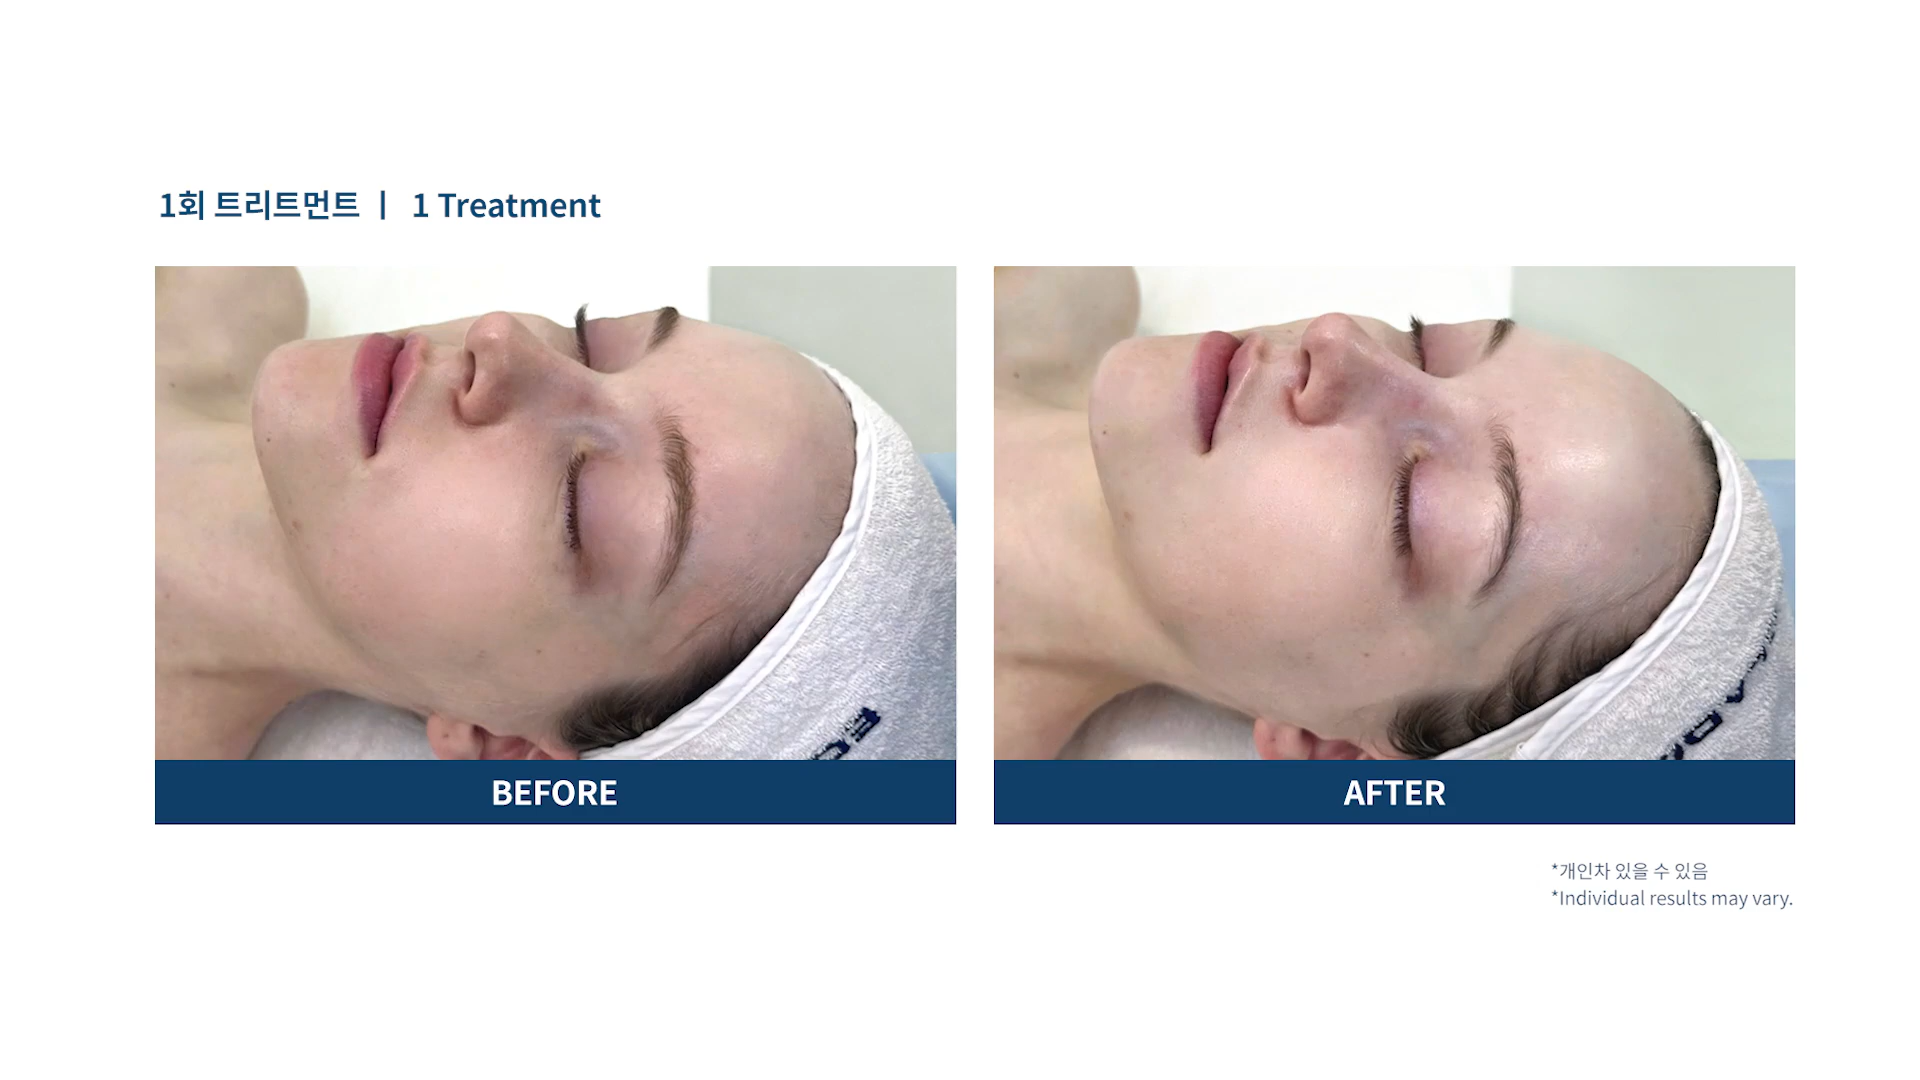 1회 트리트먼트 | 1 Treatment
BEFORE
AFTER
*개인차 있을 수 있음
*Individual results may vary.